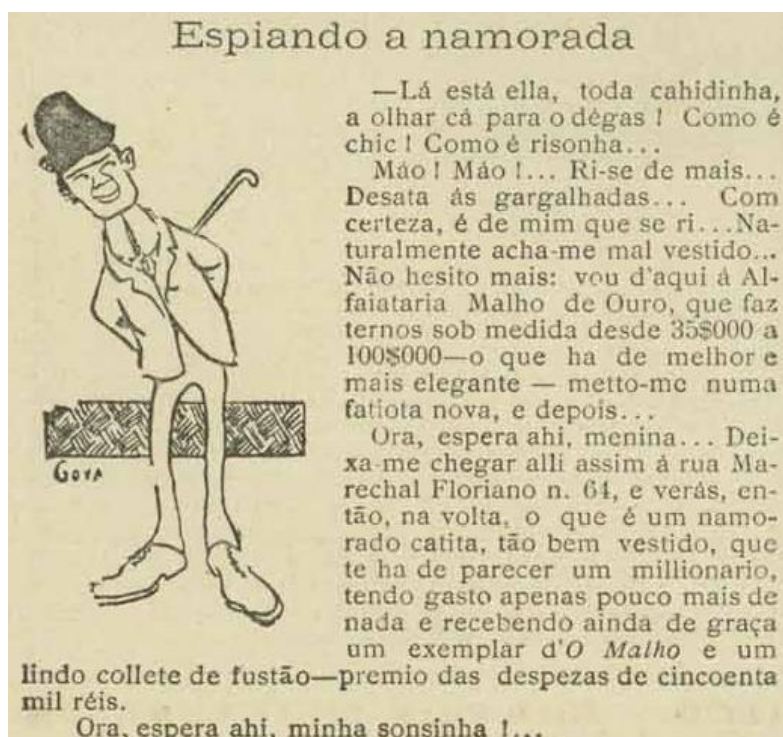 Espiando a namorada
—Lá está ella, toda cahidinha,
a olhar cá para o dégas ! Como é
chic ! Como é risonha...
Máo ! Máo !... Ri-se de mais...
Desata ás gargalhadas... Com
certeza, é de mim que se ri...Na-
turalmente acha-me mal vestido...
Não hesito mais: vou d'aqui á Al-
faiataria Malho de Ouro, que faz
ternos sob medida desde 35$000 a
100$000—o que ha de melhor e
mais elegante — metto-me numa
fatiota nova, e depois...
Ora, espera ahi, menina... Dei-
xa-me chegar alli assim á rua Ma-
rechal Floriano n. 64, e verás, en-
tão, na volta, o que é um namo-
rado catita, tão bem vestido, que
te ha de parecer um millionario,
tendo gasto apenas pouco mais de
nada e recebendo ainda de graça
um exemplar d'O Malho e um
lindo collete de fustão—premio das despezas de cincoenta
mil réis.
Ora, espera ahi, minha sonsinha !...
Goya